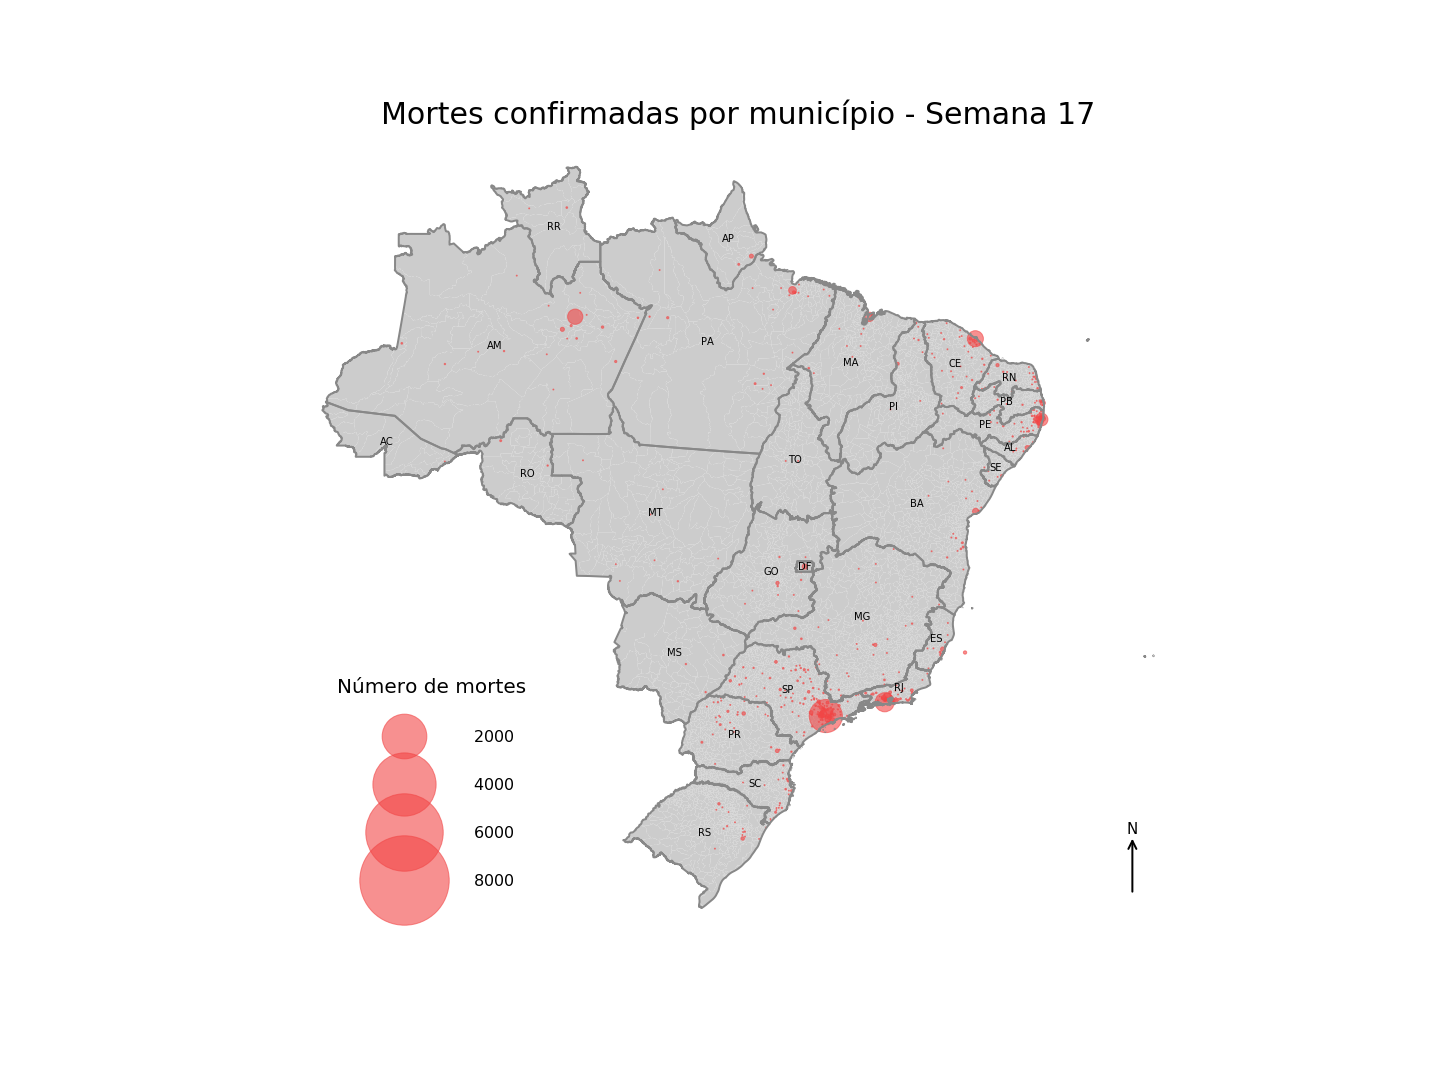 Mortes confirmadas por município - Semana 17
RR
AP
AM
PA
MA
CE
RN
PB
PI
PE
AC
AL
TO
SE
RO
BA
MT
GO
DF
MG
ES
MS
SP
RJ
PR
SC
RS
Número de mortes
2000
4000
6000
8000
N